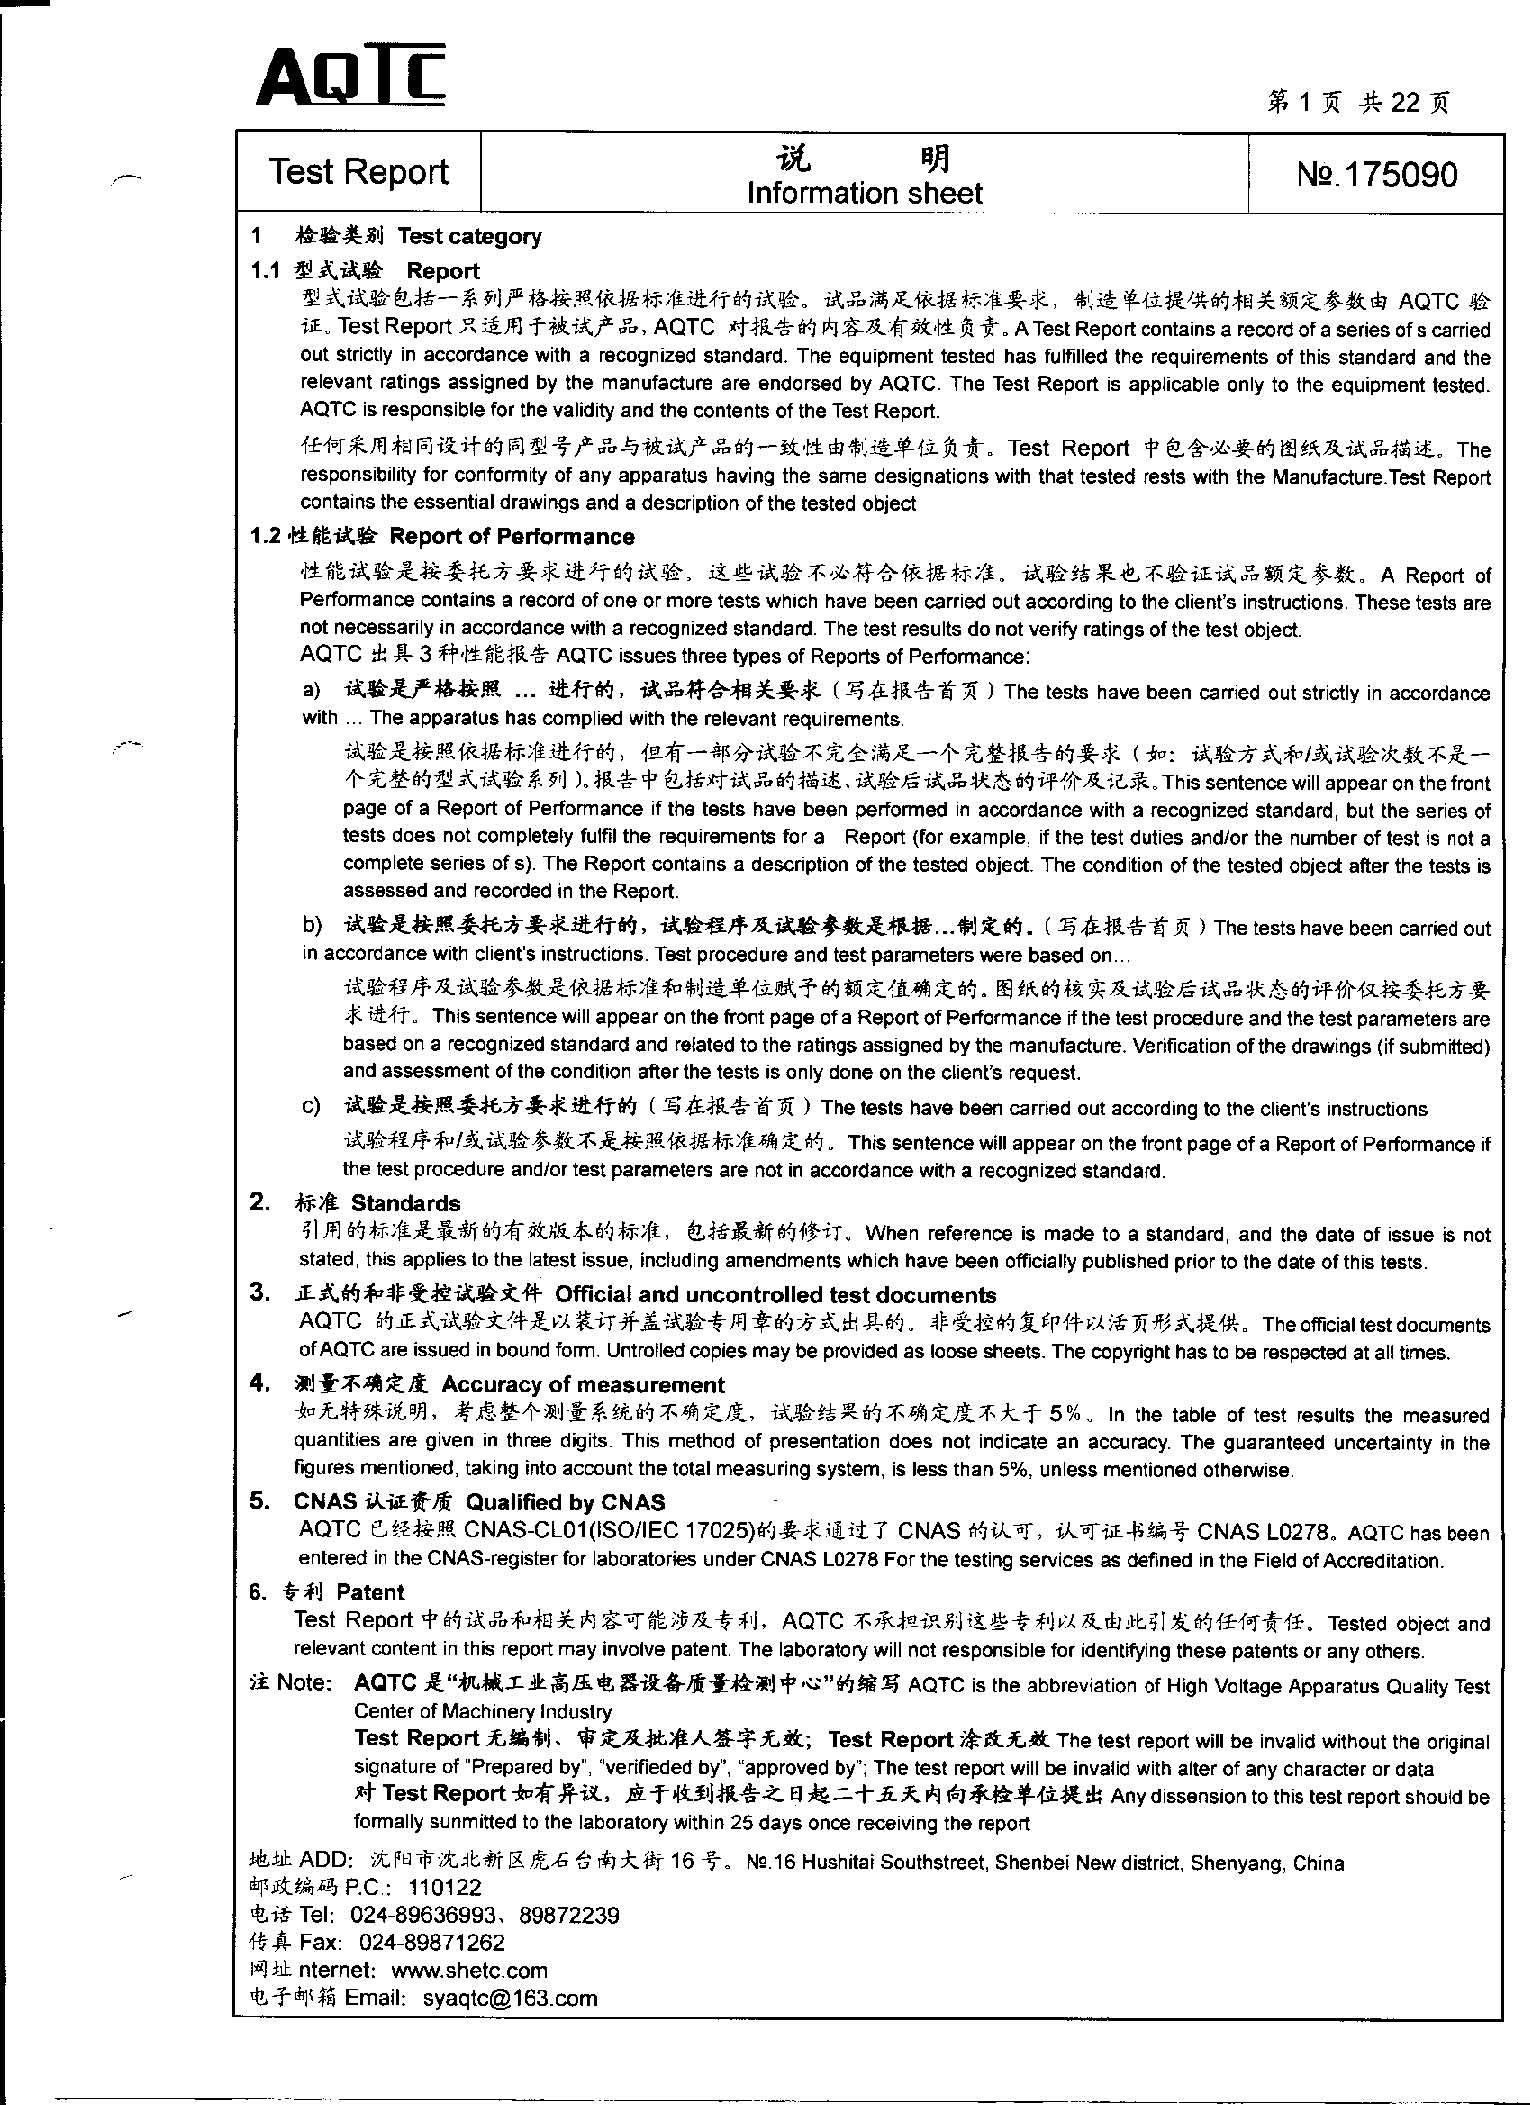 AQTC
第 1 页 共 22 页
Test Report
说 明
Information sheet
№.175090
1 检验类别 Test category
1.1 型式试验 Report
型式试验包括一系列严格按照依据标准进行的试验。试品满足依据标准要求，制造单位提供的相关额定参数由 AQTC 验
证。Test Report 只适用于被试产品，AQTC 对报告的内容及有效性负责。A Test Report contains a record of a series of s carried
out strictly in accordance with a recognized standard. The equipment tested has fulfilled the requirements of this standard and the
relevant ratings assigned by the manufacture are endorsed by AQTC. The Test Report is applicable only to the equipment tested.
AQTC is responsible for the validity and the contents of the Test Report.
任何采用相同设计的同型号产品与被试产品的一致性由制造单位负责。Test Report 中包含必要的图纸及试品描述。The
responsibility for conformity of any apparatus having the same designations with that tested rests with the Manufacture.Test Report
contains the essential drawings and a description of the tested object
1.2 性能试验 Report of Performance
性能试验是按委托方要求进行的试验，这些试验不必符合依据标准。试验结果也不验证试品额定参数。A Report of
Performance contains a record of one or more tests which have been carried out according to the client's instructions. These tests are
not necessarily in accordance with a recognized standard. The test results do not verify ratings of the test object.
AQTC 出具 3 种性能报告 AQTC issues three types of Reports of Performance:
a) 试验是严格按照 ... 进行的，试品符合相关要求（写在报告首页）The tests have been carried out strictly in accordance
with ... The apparatus has complied with the relevant requirements.
试验是按照依据标准进行的，但有一部分试验不完全满足一个完整报告的要求（如：试验方式和/或试验次数不是一
个完整的型式试验系列）。报告中包括对试品的描述、试验后试品状态的评价及记录。This sentence will appear on the front
page of a Report of Performance if the tests have been performed in accordance with a recognized standard, but the series of
tests does not completely fulfil the requirements for a Report (for example, if the test duties and/or the number of test is not a
complete series of s). The Report contains a description of the tested object. The condition of the tested object after the tests is
assessed and recorded in the Report.
b) 试验是按照委托方要求进行的，试验程序及试验参数是根据...制定的。（写在报告首页）The tests have been carried out
in accordance with client's instructions. Test procedure and test parameters were based on...
试验程序及试验参数是依据标准和制造单位赋予的额定值确定的。图纸的核实及试验后试品状态的评价仅按委托方要
求进行。This sentence will appear on the front page of a Report of Performance if the test procedure and the test parameters are
based on a recognized standard and related to the ratings assigned by the manufacture. Verification of the drawings (if submitted)
and assessment of the condition after the tests is only done on the client's request.
c) 试验是按照委托方要求进行的（写在报告首页）The tests have been carried out according to the client's instructions
试验程序和/或试验参数不是按照依据标准确定的。This sentence will appear on the front page of a Report of Performance if
the test procedure and/or test parameters are not in accordance with a recognized standard.
2. 标准 Standards
引用的标准是最新的有效版本的标准，包括最新的修订。When reference is made to a standard, and the date of issue is not
stated, this applies to the latest issue, including amendments which have been officially published prior to the date of this tests.
3. 正式的和非受控试验文件 Official and uncontrolled test documents
AQTC 的正式试验文件是以装订并盖试验专用章的方式出具的。非受控的复印件以活页形式提供。The official test documents
of AQTC are issued in bound form. Untrolled copies may be provided as loose sheets. The copyright has to be respected at all times.
4. 测量不确定度 Accuracy of measurement
如无特殊说明，考虑整个测量系统的不确定度，试验结果的不确定度不大于 5%。In the table of test results the measured
quantities are given in three digits. This method of presentation does not indicate an accuracy. The guaranteed uncertainty in the
figures mentioned, taking into account the total measuring system, is less than 5%, unless mentioned otherwise.
5. CNAS 认证资质 Qualified by CNAS
AQTC 已经按照 CNAS-CL01(ISO/IEC 17025)的要求通过了 CNAS 的认可，认可证书编号 CNAS L0278。AQTC has been
entered in the CNAS-register for laboratories under CNAS L0278 For the testing services as defined in the Field of Accreditation.
6. 专利 Patent
Test Report 中的试品和相关内容可能涉及专利，AQTC 不承担识别这些专利以及由此引发的任何责任。Tested object and
relevant content in this report may involve patent. The laboratory will not responsible for identifying these patents or any others.
注 Note: AQTC 是“机械工业高压电器设备质量检测中心”的缩写 AQTC is the abbreviation of High Voltage Apparatus Quality Test
Center of Machinery Industry
Test Report 无编制、审定及批准人签字无效；Test Report 涂改无效 The test report will be invalid without the original
signature of "Prepared by", "verifieded by", "approved by"; The test report will be invalid with alter of any character or data
对 Test Report 如有异议，应于收到报告之日起二十五天内向承检单位提出 Any dissension to this test report should be
formally sunmitted to the laboratory within 25 days once receiving the report
地址 ADD: 沈阳市沈北新区虎石台南大街 16 号。№.16 Hushitai Southstreet, Shenbei New district, Shenyang, China
邮政编码 P.C.: 110122
电话 Tel: 024-89636993、89872239
传真 Fax: 024-89871262
网址 nternet: www.shetc.com
电子邮箱 Email: syaqtc@163.com